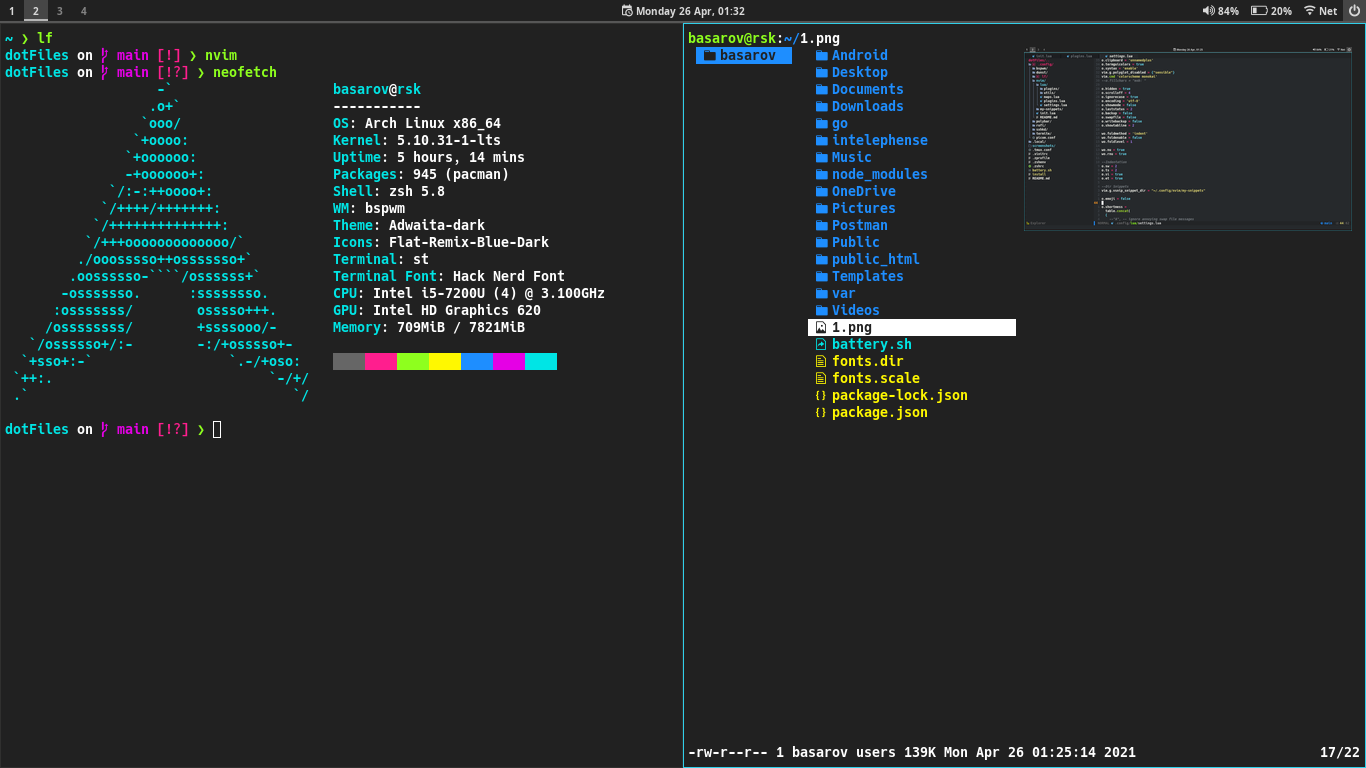 1 2 3 4
Monday 26 Apr, 01:32
84% 20% Net
~ ❯ lf
dotFiles on main [!] ❯ nvim
dotFiles on main [!?] ❯ neofetch
-`
.o+`
`ooo/
`+oooo:
`+oooooo:
-+oooooo+:
`/:-:++oooo+:
`/++++/+++++++:
`/++++++++++++++:
`/+++ooooooooooooo/`
./ooosssso++osssssso+`
.oossssso-````/ossssss+`
-osssssso. :ssssssso.
:osssssss/ osssso+++.
/ossssssss/ +ssssooo/-
`/ossssso+/:- -:/+osssso+-
`+sso+:-` `.-/+oso:
`++:. `-/+/
.` `/
basarov@rsk
-----------
OS: Arch Linux x86_64
Kernel: 5.10.31-1-lts
Uptime: 5 hours, 14 mins
Packages: 945 (pacman)
Shell: zsh 5.8
WM: bspwm
Theme: Adwaita-dark
Icons: Flat-Remix-Blue-Dark
Terminal: st
Terminal Font: Hack Nerd Font
CPU: Intel i5-7200U (4) @ 3.100GHz
GPU: Intel HD Graphics 620
Memory: 709MiB / 7821MiB
dotFiles on main [!?] ❯
basarov@rsk:~/1.png
basarov
Android
Desktop
Documents
Downloads
go
intelephense
Music
node_modules
OneDrive
Pictures
Postman
Public
public_html
Templates
var
Videos
1.png
battery.sh
fonts.dir
fonts.scale
package-lock.json
package.json
-rw-r--r-- 1 basarov users 139K Mon Apr 26 01:25:14 2021 17/22